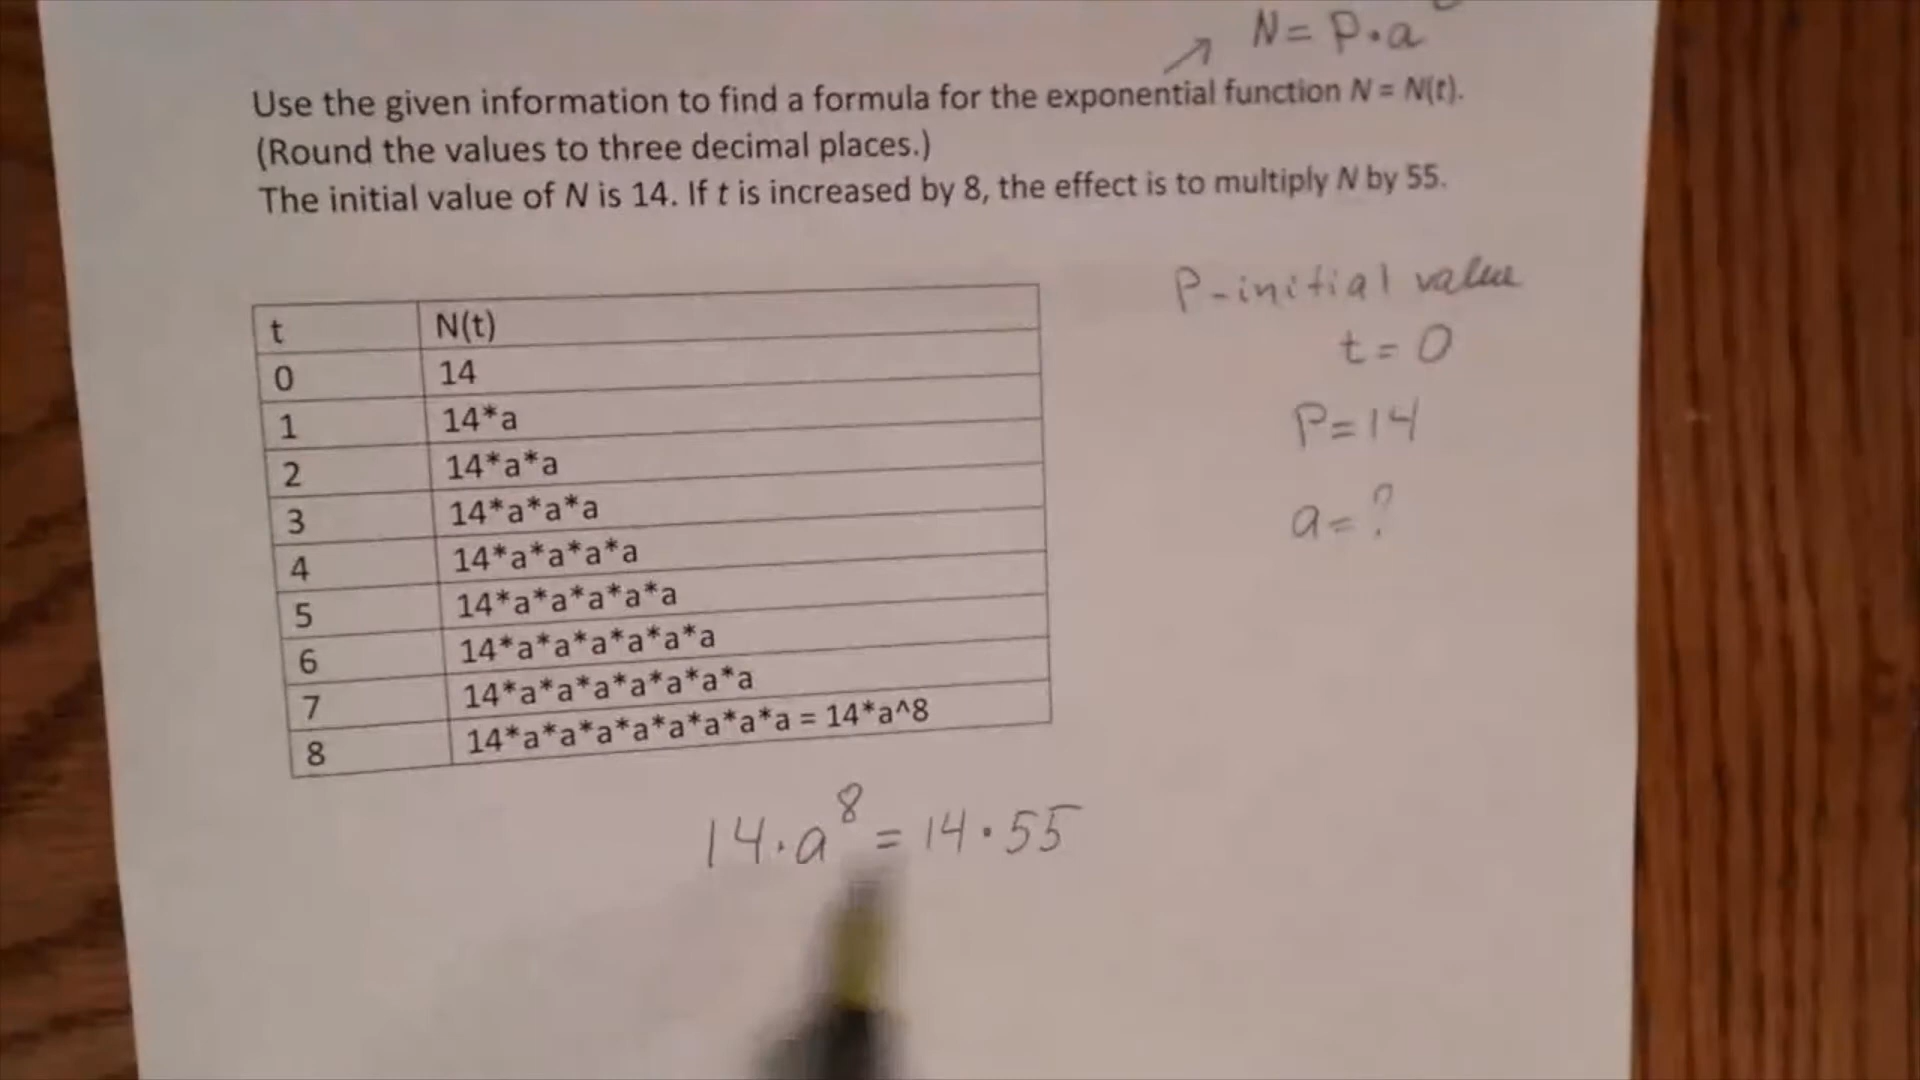 N = P·a
Use the given information to find a formula for the exponential function N = N(t).
(Round the values to three decimal places.)
The initial value of N is 14. If t is increased by 8, the effect is to multiply N by 55.
P-initial value
t = 0
P = 14
a = ?
t N(t)
0 14
1 14*a
2 14*a*a
3 14*a*a*a
4 14*a*a*a*a
5 14*a*a*a*a*a
6 14*a*a*a*a*a*a
7 14*a*a*a*a*a*a*a
8 14*a*a*a*a*a*a*a*a = 14*a^8
14·a⁸ = 14·55